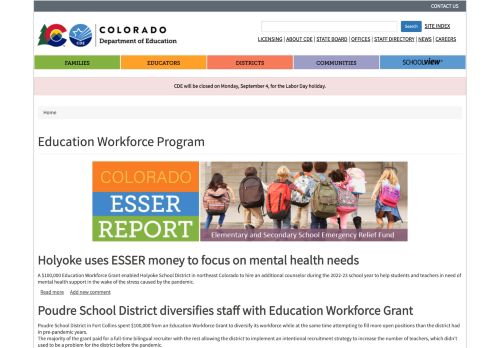 CONTACT US
COLORADO
Department of Education
CDE
Search
SITE INDEX
LICENSING | ABOUT CDE | STATE BOARD | OFFICES | STAFF DIRECTORY | NEWS | CAREERS
FAMILIES
EDUCATORS
DISTRICTS
COMMUNITIES
SCHOOLVIEW
CDE will be closed on Monday, September 4, for the Labor Day holiday.
Home
Education Workforce Program
COLORADO
ESSER
REPORT
Elementary and Secondary School Emergency Relief Fund
Holyoke uses ESSER money to focus on mental health needs
A $100,000 Education Workforce Grant enabled Holyoke School District in northeast Colorado to hire an additional counselor during the 2022-23 school year to help students and teachers in need of
mental health support in the wake of the stress caused by the pandemic.
Read more Add new comment
Poudre School District diversifies staff with Education Workforce Grant
Poudre School District in Fort Collins spent $100,000 from an Education Workforce Grant to diversify its workforce while at the same time attempting to fill more open positions than the district had
in pre-pandemic years.
The majority of the grant paid for a full-time bilingual recruiter with the rest allowing the district to implement an intentional recruitment strategy to increase the number of teachers, which didn't
used to be a problem for the district before the pandemic.